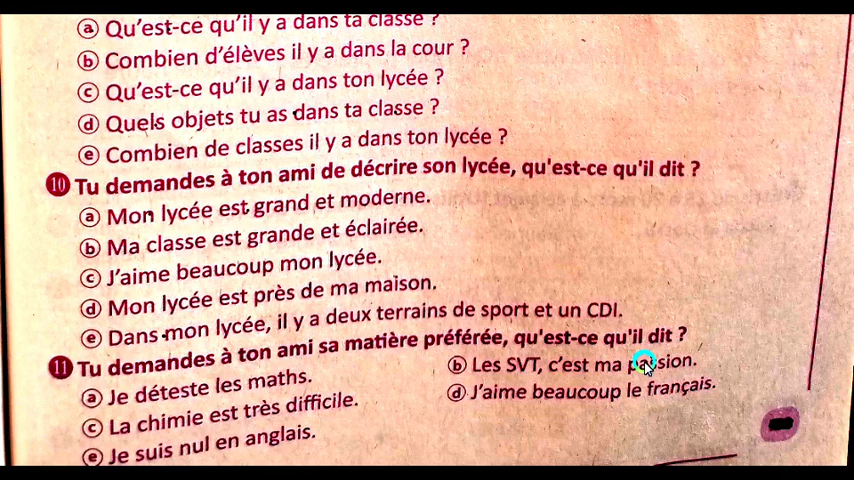 ⓐ Qu'est-ce qu'il y a dans ta classe ?
ⓑ Combien d'élèves il y a dans la cour ?
ⓒ Qu'est-ce qu'il y a dans ton lycée ?
ⓓ Quels objets tu as dans ta classe ?
ⓔ Combien de classes il y a dans ton lycée ?
10 Tu demandes à ton ami de décrire son lycée, qu'est-ce qu'il dit ?
ⓐ Mon lycée est grand et moderne.
ⓑ Ma classe est grande et éclairée.
ⓒ J'aime beaucoup mon lycée.
ⓓ Mon lycée est près de ma maison.
ⓔ Dans mon lycée, il y a deux terrains de sport et un CDI.
11 Tu demandes à ton ami sa matière préférée, qu'est-ce qu'il dit ?
ⓐ Je déteste les maths.
ⓑ Les SVT, c'est ma passion.
ⓒ La chimie est très difficile.
ⓓ J'aime beaucoup le français.
ⓔ Je suis nul en anglais.